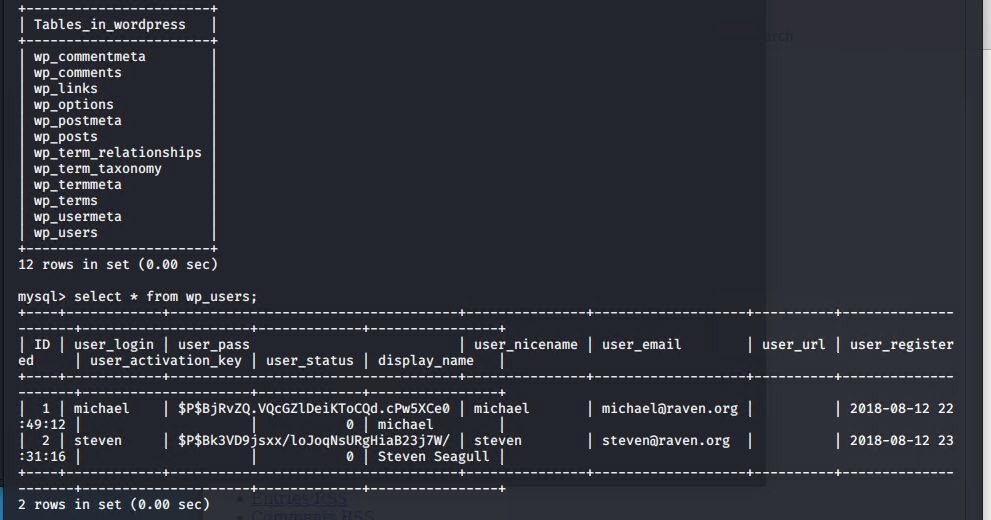 +-----------------------+
| Tables_in_wordpress   |
+-----------------------+
| wp_commentmeta        |
| wp_comments           |
| wp_links              |
| wp_options            |
| wp_postmeta           |
| wp_posts              |
| wp_term_relationships |
| wp_term_taxonomy      |
| wp_termmeta           |
| wp_terms              |
| wp_usermeta           |
| wp_users              |
+-----------------------+
12 rows in set (0.00 sec)
mysql> select * from wp_users;
+----+------------+------------------------------------+---------------+-------------------+----------+--------------
-------+---------------------+-------------+----------------+
| ID | user_login | user_pass                          | user_nicename | user_email        | user_url | user_register
ed     | user_activation_key | user_status | display_name   |
+----+------------+------------------------------------+---------------+-------------------+----------+--------------
-------+---------------------+-------------+----------------+
|  1 | michael    | $P$BjRvZQ.VQcGZlDeiKToCQd.cPw5XCe0 | michael       | michael@raven.org |          | 2018-08-12 22
:49:12 |                     |           0 | michael        |
|  2 | steven     | $P$Bk3VD9jsxx/loJoqNsURgHiaB23j7W/ | steven        | steven@raven.org  |          | 2018-08-12 23
:31:16 |                     |           0 | Steven Seagull |
+----+------------+------------------------------------+---------------+-------------------+----------+--------------
-------+---------------------+-------------+----------------+
Entries RSS
2 rows in set (0.00 sec)
Comments RSS